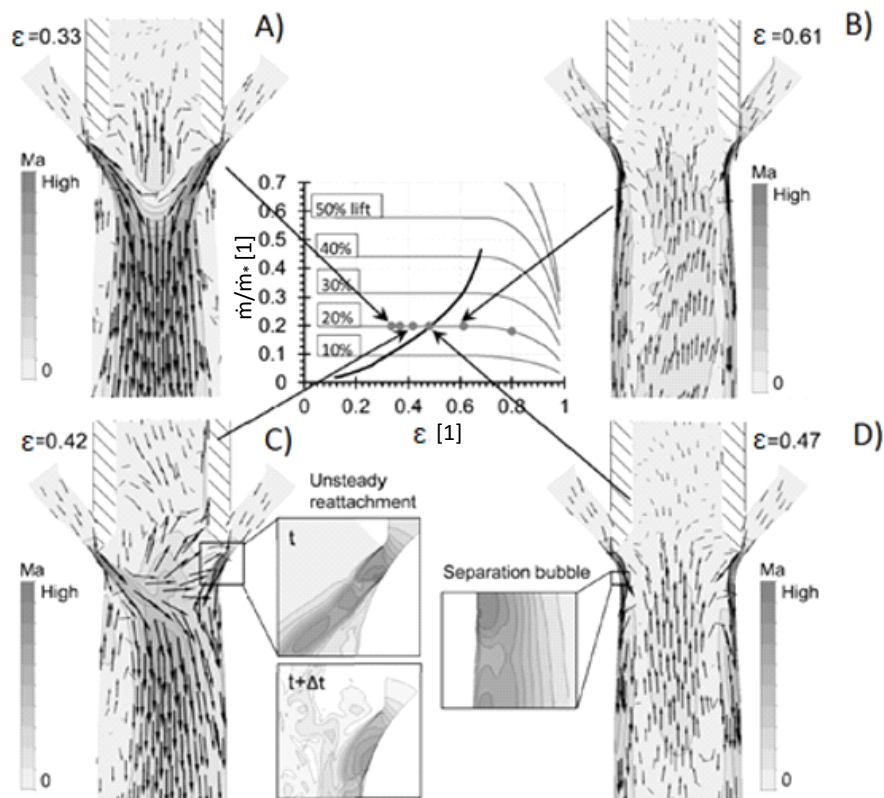 ε=0.33
A)
ε=0.61
B)
Ma
High
0
Ma
High
0
0.7
0.6
0.5
0.4
0.3
0.2
0.1
0
50% lift
40%
30%
20%
10%
ṁ/ṁ* [1]
0 0.2 0.4 0.6 0.8 1
ε [1]
ε=0.42
C)
ε=0.47
D)
Unsteady
reattachment
t
t+Δt
Separation bubble
Ma
High
0
Ma
High
0